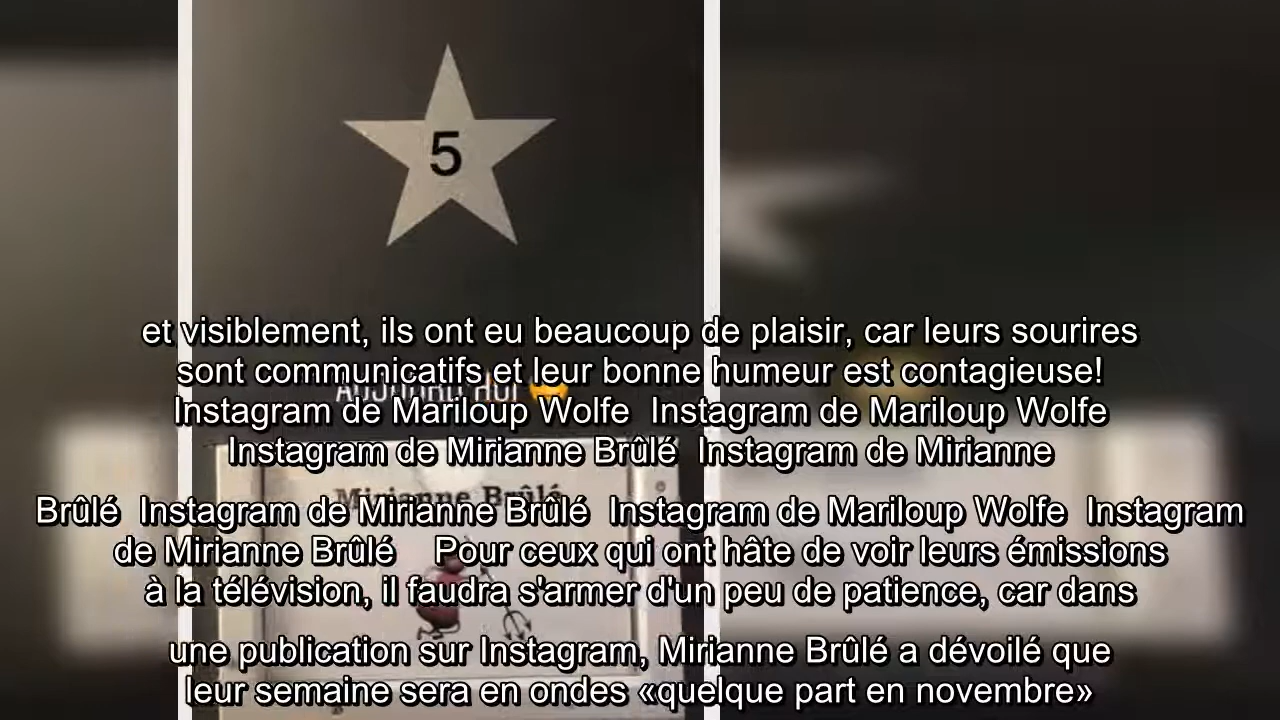 5
et visiblement, ils ont eu beaucoup de plaisir, car leurs sourires
sont communicatifs et leur bonne humeur est contagieuse!
AUJOURD'HUI
Instagram de Mariloup Wolfe Instagram de Mariloup Wolfe
Instagram de Mirianne Brûlé Instagram de Mirianne
Mirianne Brûlé
Brûlé Instagram de Mirianne Brûlé Instagram de Mariloup Wolfe Instagram
de Mirianne Brûlé Pour ceux qui ont hâte de voir leurs émissions
à la télévision, il faudra s'armer d'un peu de patience, car dans
une publication sur Instagram, Mirianne Brûlé a dévoilé que
leur semaine sera en ondes «quelque part en novembre»